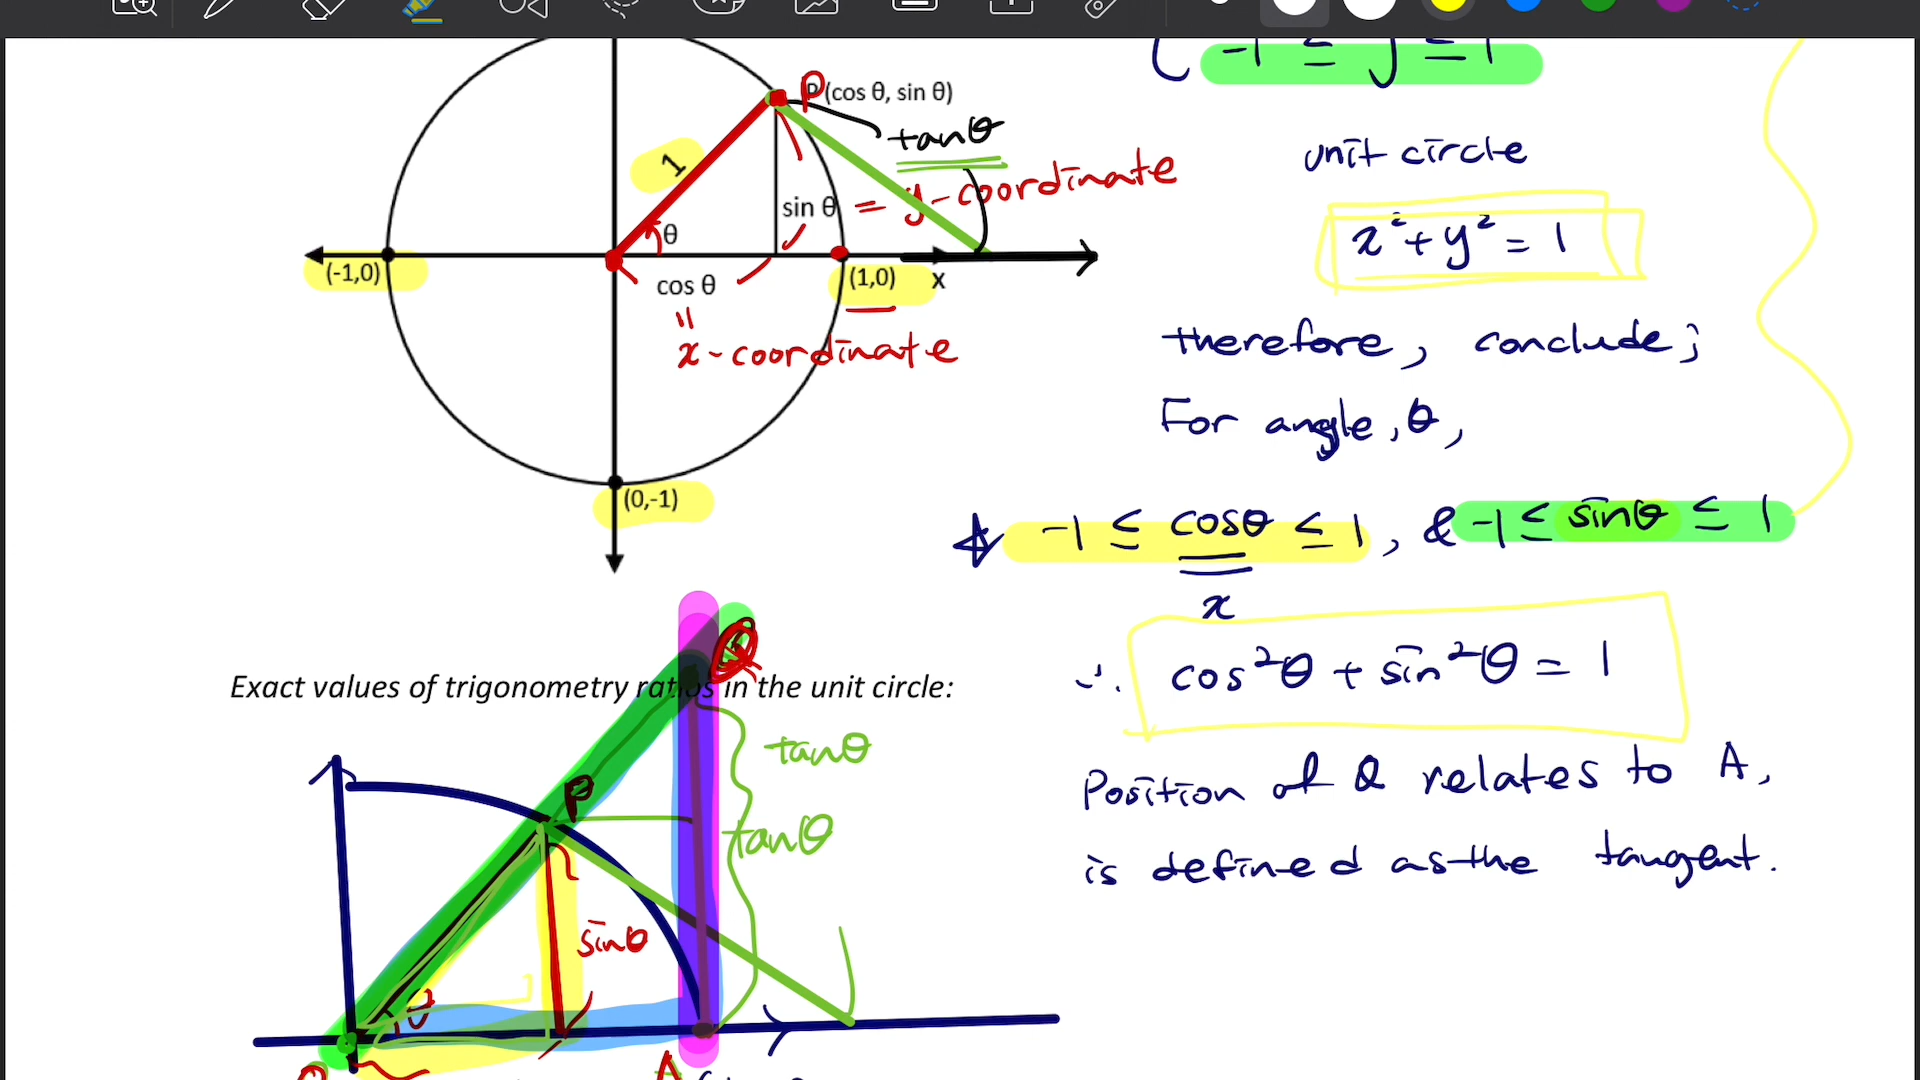 -1 ≤ y ≤ 1
P (cos θ, sin θ)
tanθ
unit circle
1
sin θ = y-coordinate
θ
x² + y² = 1
(-1,0)
cos θ
(1,0)
x
=
x-coordinate
therefore, conclude;
For angle, θ,
(0,-1)
-1 ≤ cosθ ≤ 1, & -1 ≤ sinθ ≤ 1
x
Q
∴ cos²θ + sin²θ = 1
Exact values of trigonometry ratios in the unit circle:
tanθ
P
Position of Q relates to A,
tanθ
is defined as the tangent.
sinθ
θ
A